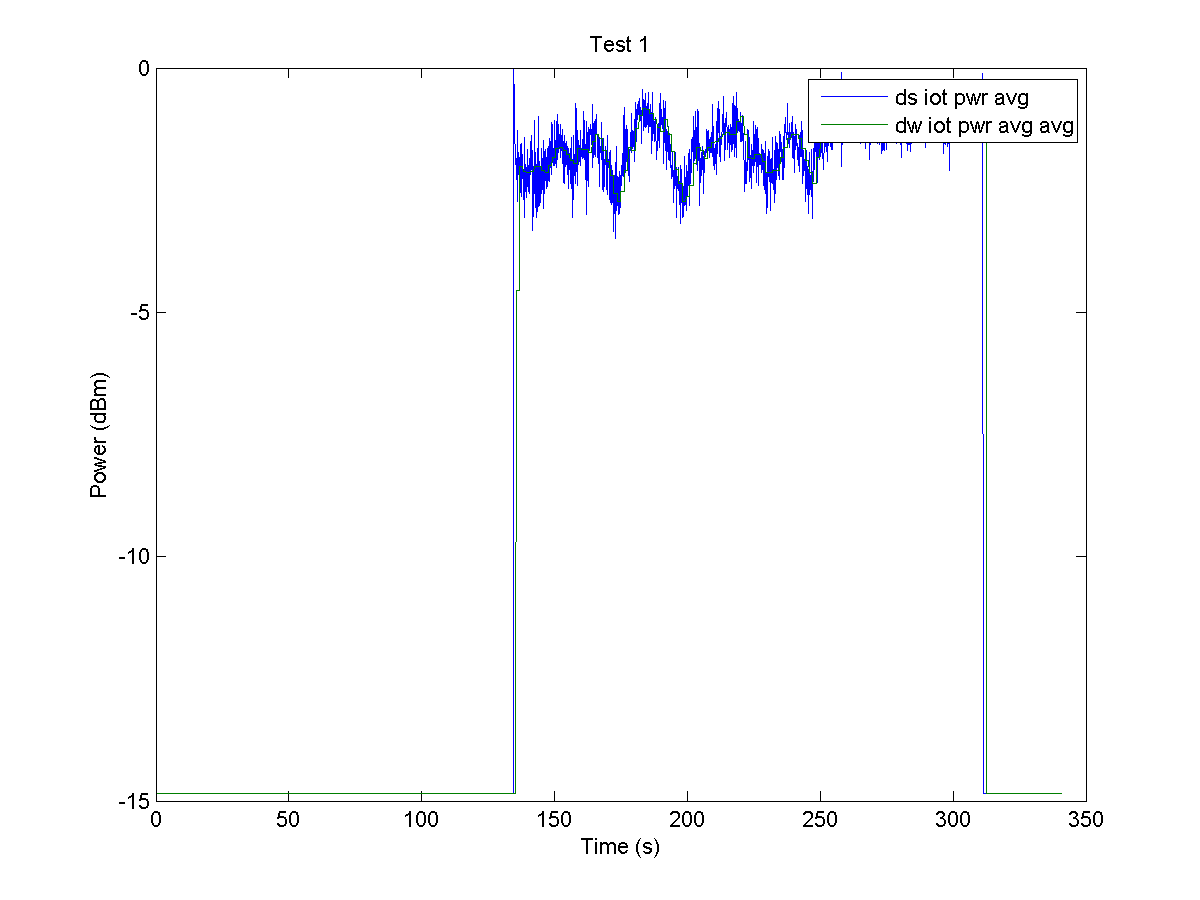 Test 1
0
ds iot pwr avg
dw iot pwr avg avg
-5
Power (dBm)
-10
-15
0 50 100 150 200 250 300 350
Time (s)